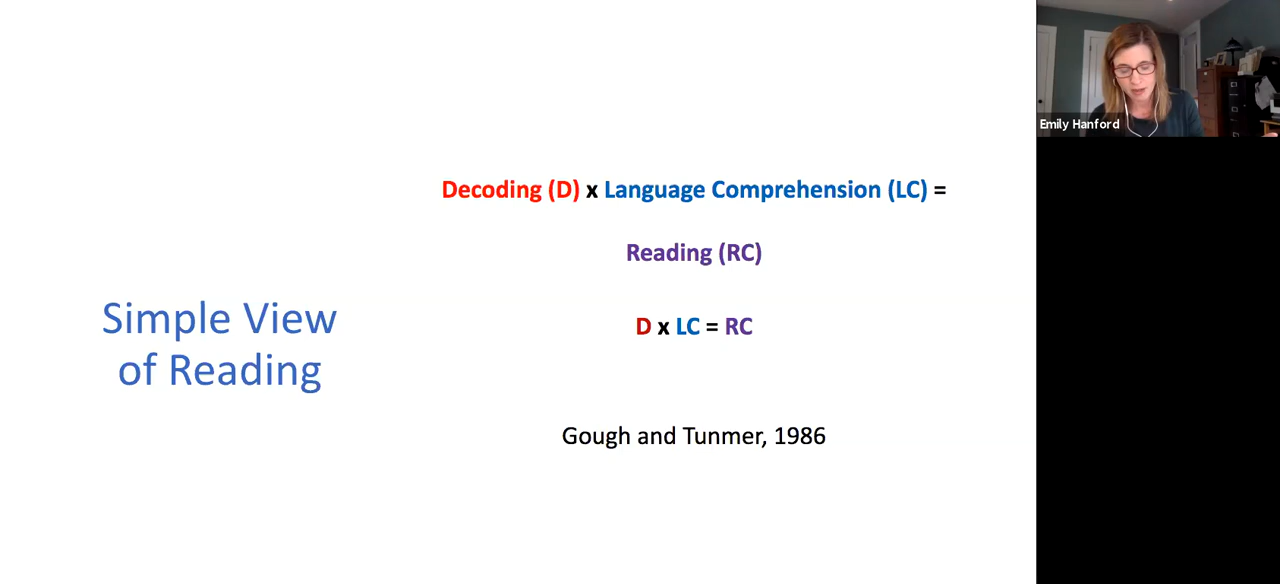 Simple View
of Reading
Decoding (D) x Language Comprehension (LC) =
Reading (RC)
D x LC = RC
Gough and Tunmer, 1986
Emily Hanford